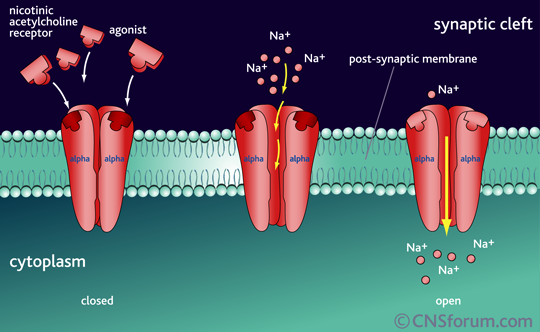 nicotinic
acetylcholine
receptor
agonist
Na+
Na+
Na+
synaptic cleft
post-synaptic membrane
Na+
alpha alpha
alpha alpha
alpha alpha
cytoplasm
Na+
Na+
Na+
closed
open
©CNSforum.com